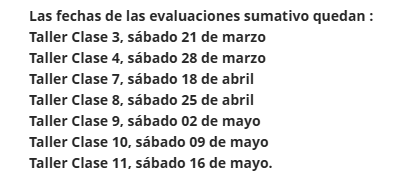 Las fechas de las evaluaciones sumativo quedan :
Taller Clase 3, sábado 21 de marzo
Taller Clase 4, sábado 28 de marzo
Taller Clase 7, sábado 18 de abril
Taller Clase 8, sábado 25 de abril
Taller Clase 9, sábado 02 de mayo
Taller Clase 10, sábado 09 de mayo
Taller Clase 11, sábado 16 de mayo.